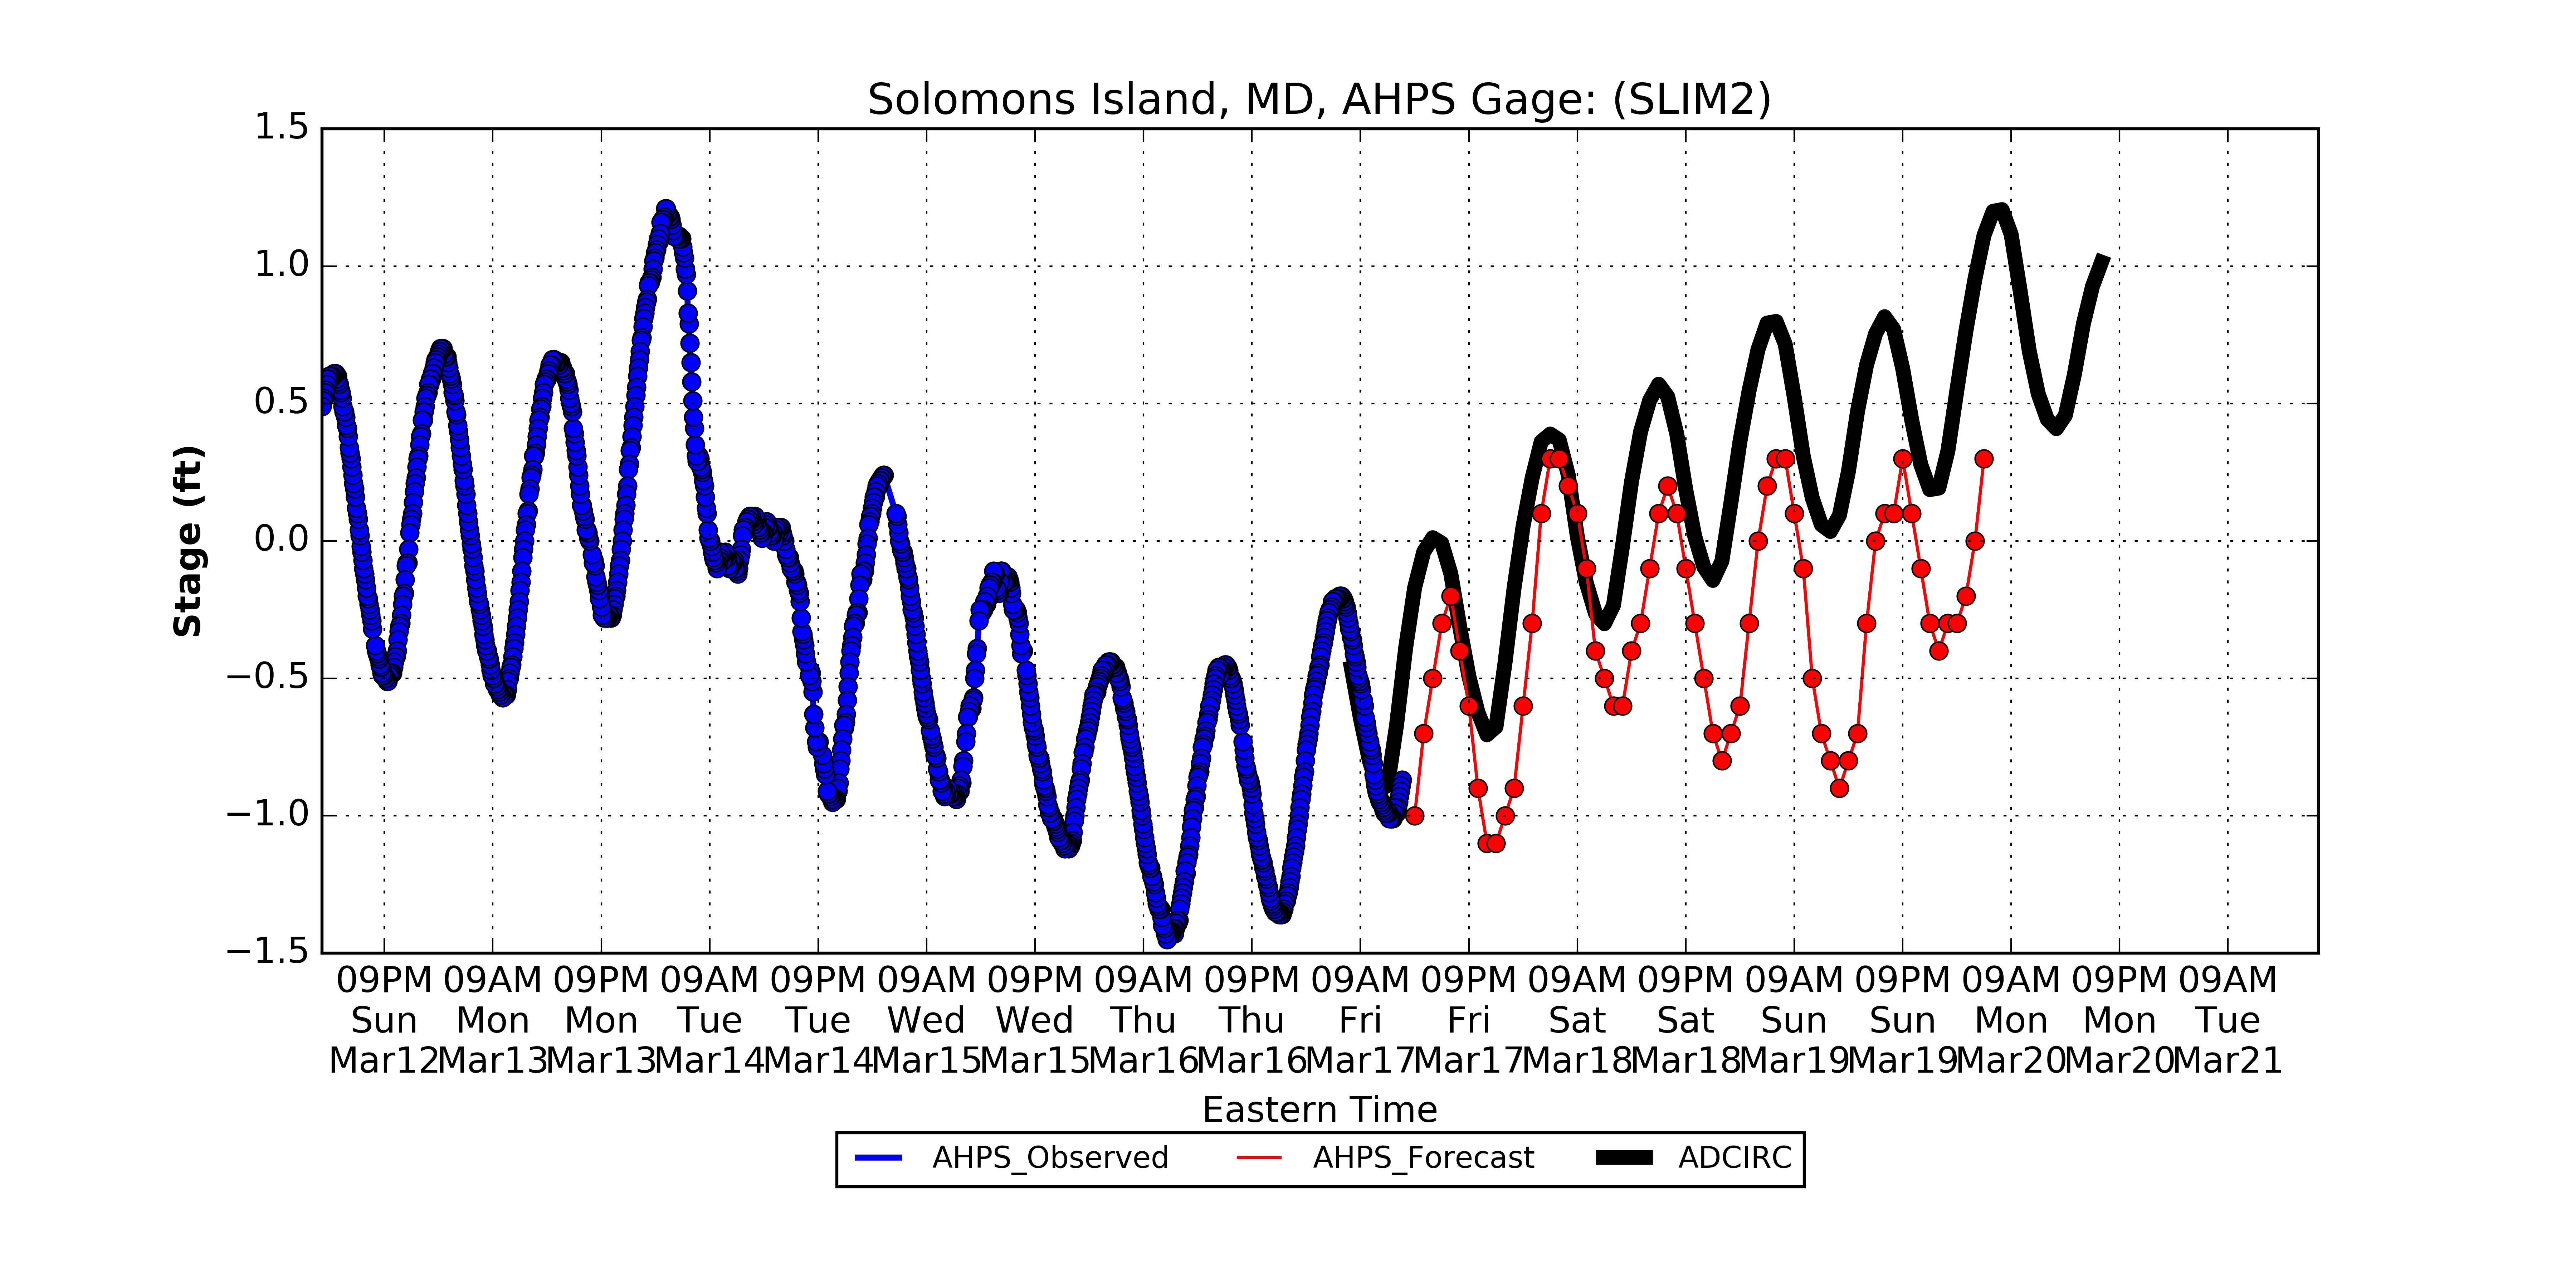 Solomons Island, MD, AHPS Gage: (SLIM2)
1.5
1.0
0.5
0.0
−0.5
−1.0
−1.5
Stage (ft)
09PM 09AM 09PM 09AM 09PM 09AM 09PM 09AM 09PM 09AM 09PM 09AM 09PM 09AM 09PM 09AM 09PM 09AM
Sun Mon Mon Tue Tue Wed Wed Thu Thu Fri Fri Sat Sat Sun Sun Mon Mon Tue
Mar12 Mar13 Mar13 Mar14 Mar14 Mar15 Mar15 Mar16 Mar16 Mar17 Mar17 Mar18 Mar18 Mar19 Mar19 Mar20 Mar20 Mar21
Eastern Time
AHPS_Observed AHPS_Forecast ADCIRC